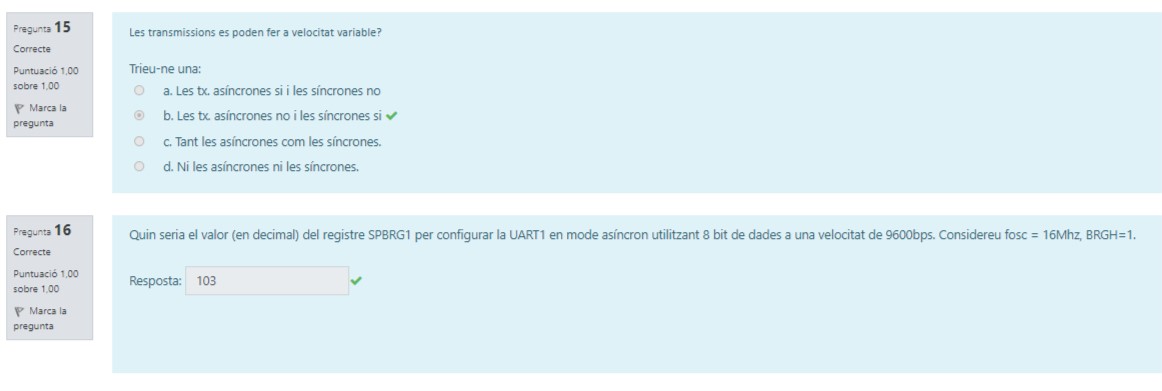 Pregunta 15
Correcte
Puntuació 1,00
sobre 1,00
Marca la
pregunta
Les transmissions es poden fer a velocitat variable?
Trieu-ne una:
a. Les tx. asíncrones si i les síncrones no
b. Les tx. asíncrones no i les síncrones si
c. Tant les asíncrones com les síncrones.
d. Ni les asíncrones ni les síncrones.
Pregunta 16
Correcte
Puntuació 1,00
sobre 1,00
Marca la
pregunta
Quin seria el valor (en decimal) del registre SPBRG1 per configurar la UART1 en mode asíncron utilitzant 8 bit de dades a una velocitat de 9600bps. Considereu fosc = 16Mhz, BRGH=1.
Resposta: 103